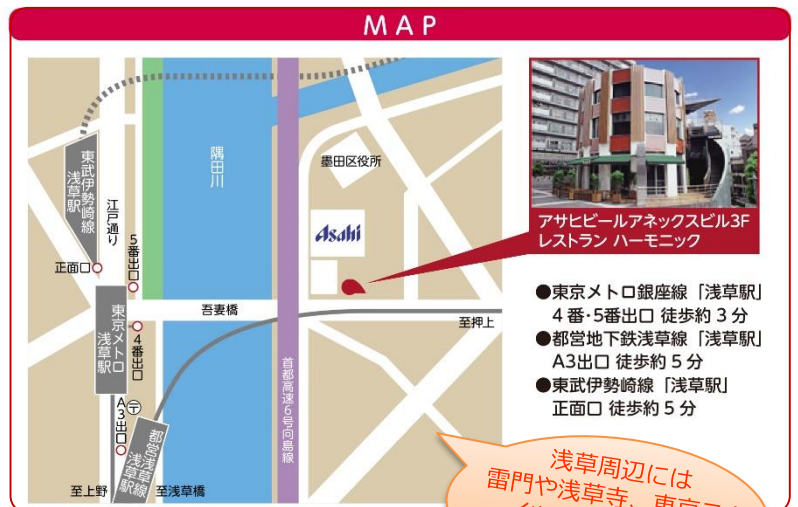 MAP
東武伊勢崎線
浅草駅
江戸通り
5番出口
正面口
東京メトロ
浅草駅
4番出口
A3出口
〒
都営浅草線
浅草駅
至上野
至浅草橋
隅田川
吾妻橋
首都高速6号向島線
墨田区役所
Asahi
至押上
アサヒビールアネックスビル3F
レストラン ハーモニック
●東京メトロ銀座線「浅草駅」
4番・5番出口 徒歩約3分
●都営地下鉄浅草線「浅草駅」
A3出口 徒歩約5分
●東武伊勢崎線「浅草駅」
正面口 徒歩約5分
浅草周辺には
雷門や浅草寺、東京